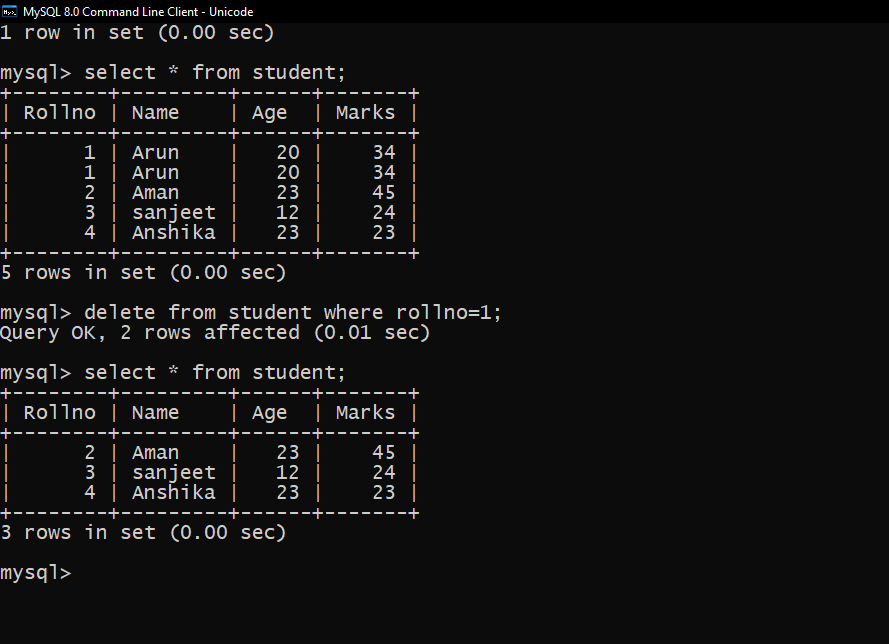 MySQL 8.0 Command Line Client - Unicode
1 row in set (0.00 sec)
mysql> select * from student;
+--------+---------+------+-------+
| Rollno | Name    | Age  | Marks |
+--------+---------+------+-------+
|      1 | Arun    |   20 |    34 |
|      1 | Arun    |   20 |    34 |
|      2 | Aman    |   23 |    45 |
|      3 | sanjeet |   12 |    24 |
|      4 | Anshika |   23 |    23 |
+--------+---------+------+-------+
5 rows in set (0.00 sec)
mysql> delete from student where rollno=1;
Query OK, 2 rows affected (0.01 sec)
mysql> select * from student;
+--------+---------+------+-------+
| Rollno | Name    | Age  | Marks |
+--------+---------+------+-------+
|      2 | Aman    |   23 |    45 |
|      3 | sanjeet |   12 |    24 |
|      4 | Anshika |   23 |    23 |
+--------+---------+------+-------+
3 rows in set (0.00 sec)
mysql>